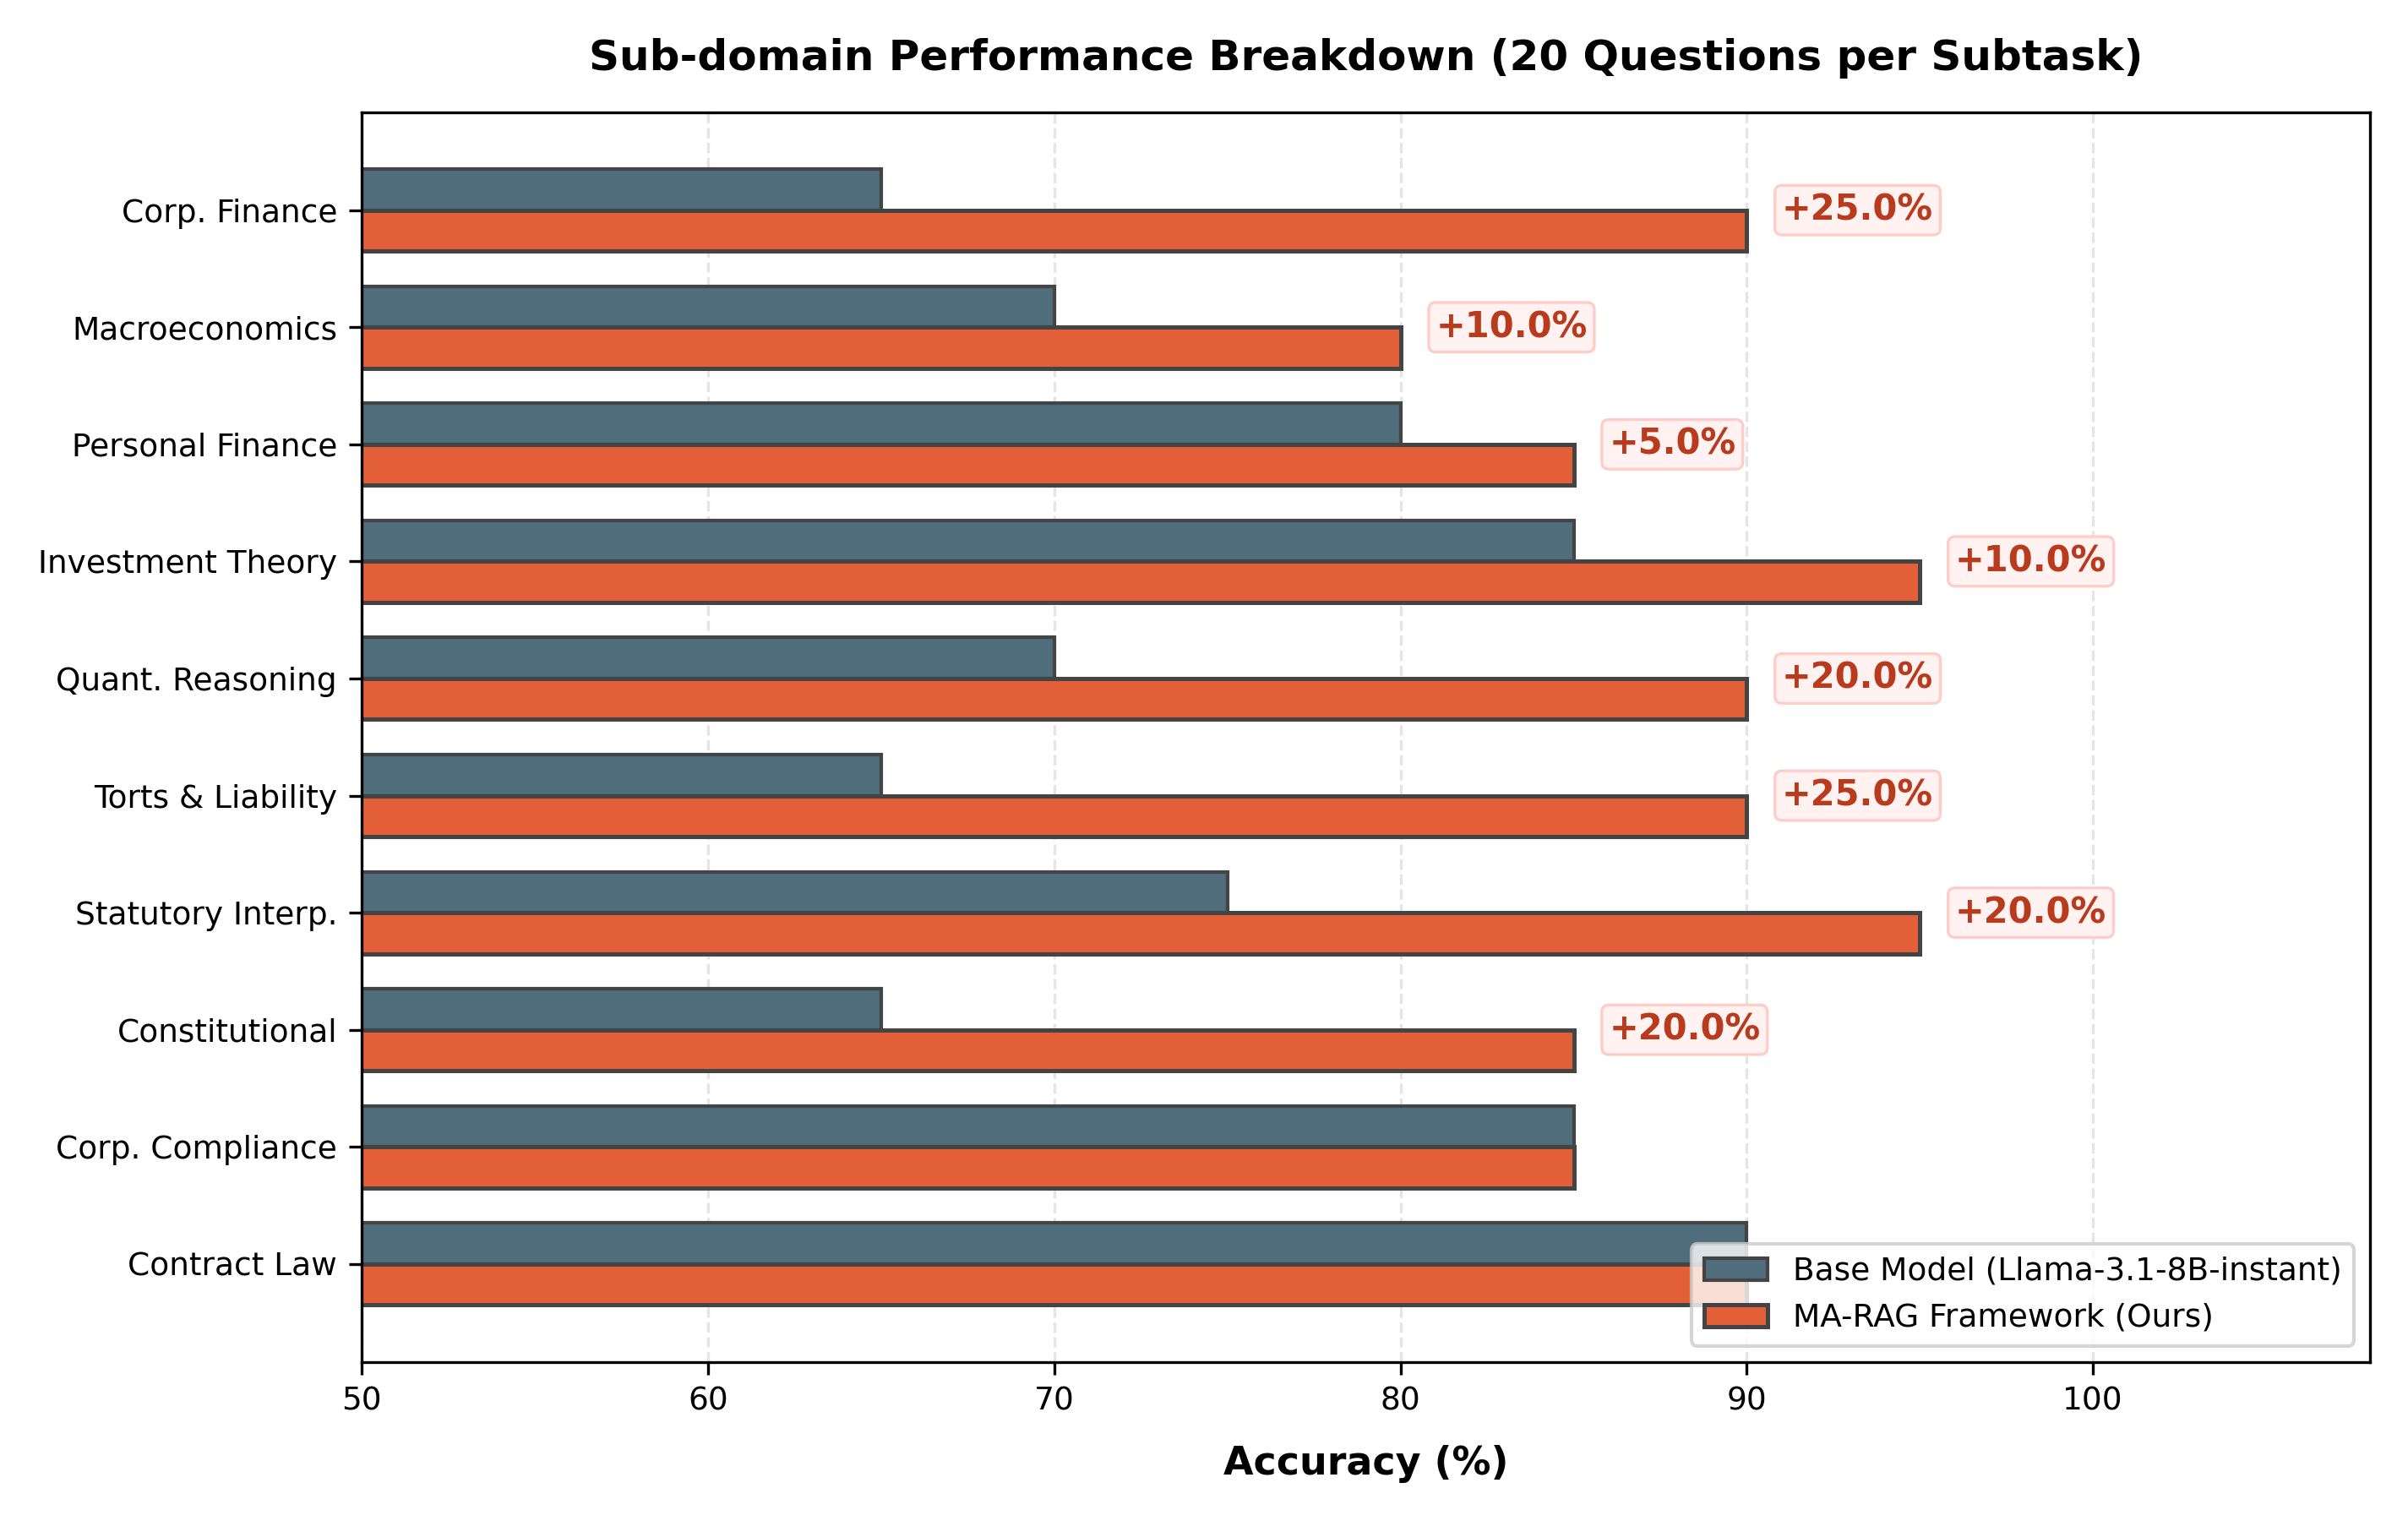 Sub-domain Performance Breakdown (20 Questions per Subtask)
Corp. Finance
+25.0%
Macroeconomics
+10.0%
Personal Finance
+5.0%
Investment Theory
+10.0%
Quant. Reasoning
+20.0%
Torts & Liability
+25.0%
Statutory Interp.
+20.0%
Constitutional
+20.0%
Corp. Compliance
Contract Law
Base Model (Llama-3.1-8B-instant)
MA-RAG Framework (Ours)
50 60 70 80 90 100
Accuracy (%)